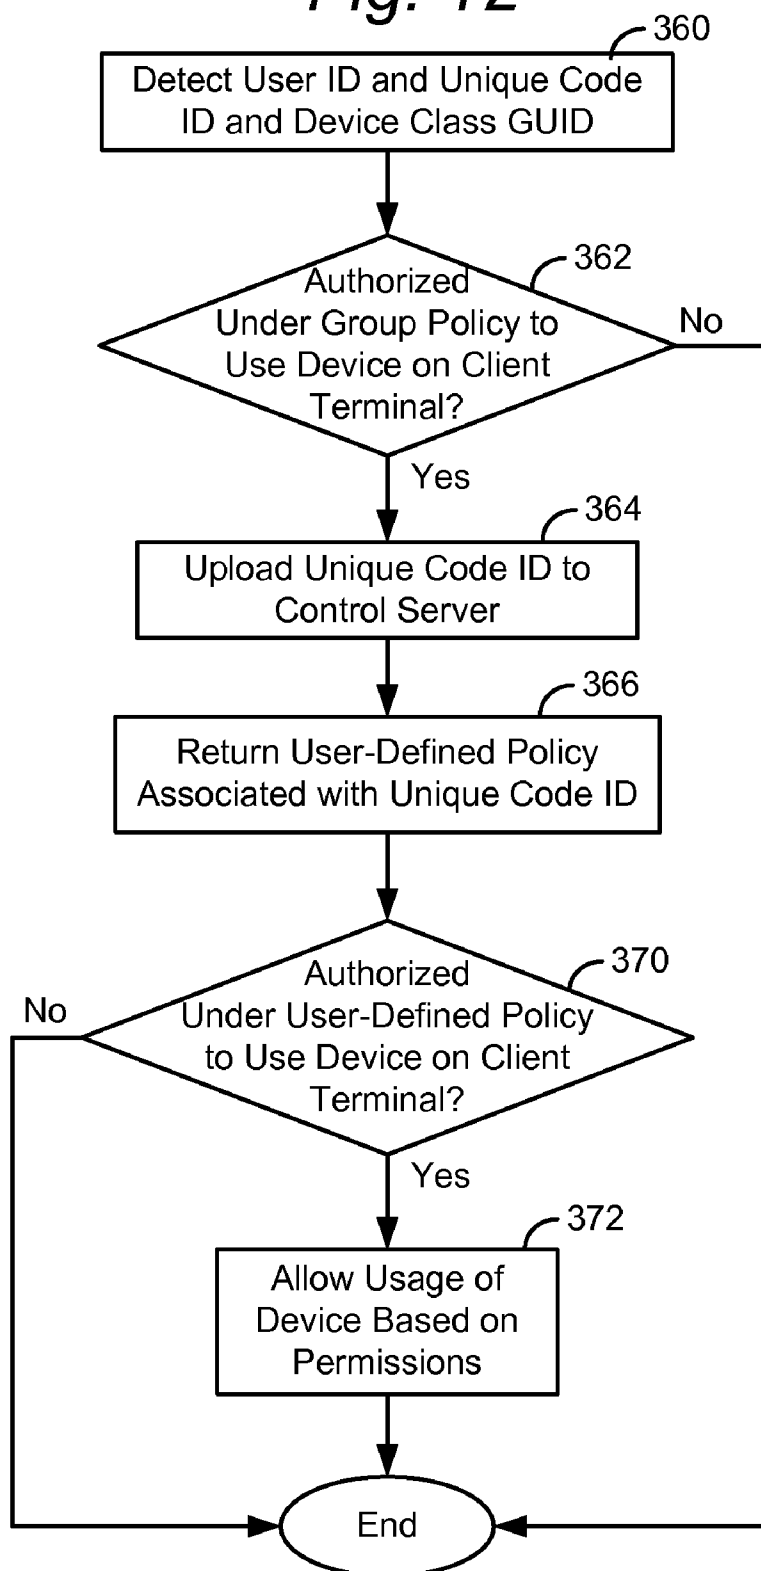 Fig. 12
360
Detect User ID and Unique Code
ID and Device Class GUID
362
Authorized
Under Group Policy to
Use Device on Client
Terminal?
No
Yes
364
Upload Unique Code ID to
Control Server
366
Return User-Defined Policy
Associated with Unique Code ID
370
Authorized
Under User-Defined Policy
to Use Device on Client
Terminal?
No
Yes
372
Allow Usage of
Device Based on
Permissions
End